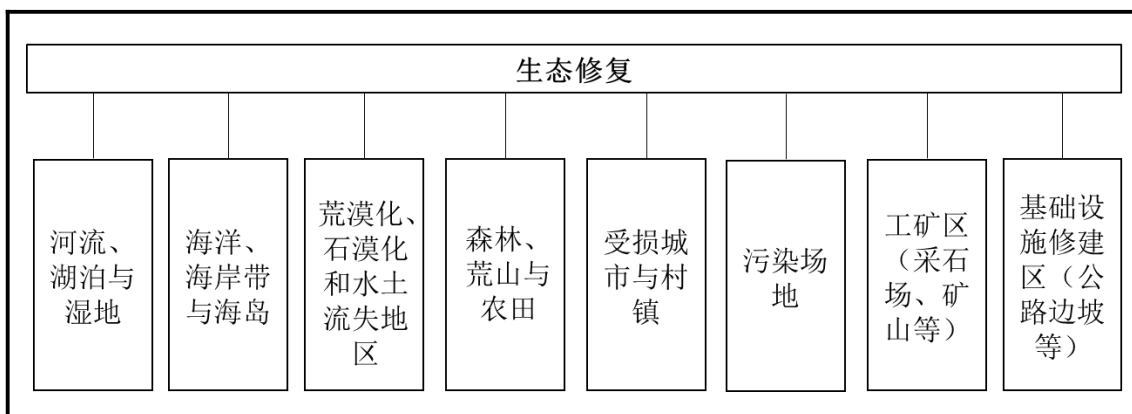 生态修复
河流、
湖泊与
湿地
海洋、
海岸带
与海岛
荒漠化、
石漠化
和水土
流失地
区
森林、
荒山与
农田
受损城
市与村
镇
污染场
地
工矿区
（采石
场、矿
山等）
基础设
施修建
区（公
路边坡
等）